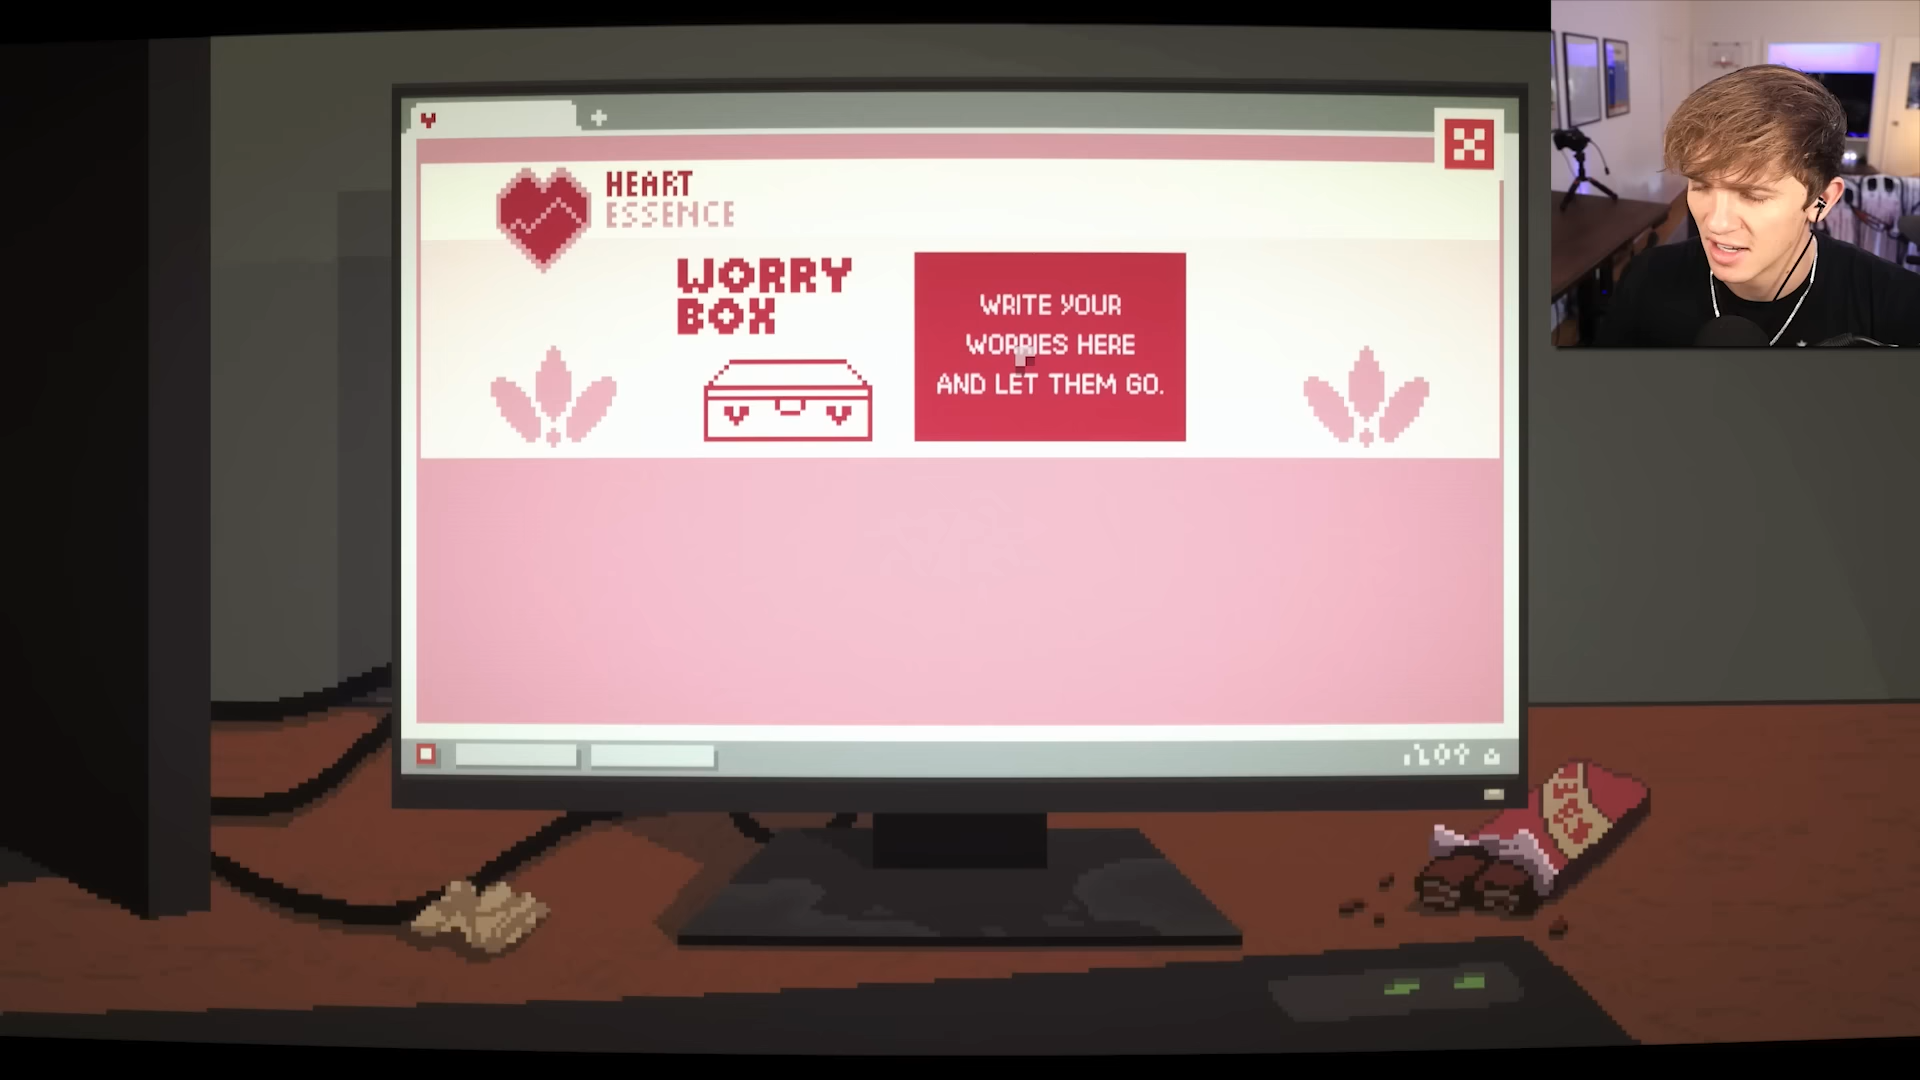 HEART
ESSENCE
WORRY
BOX
WRITE YOUR
WORRIES HERE
AND LET THEM GO.